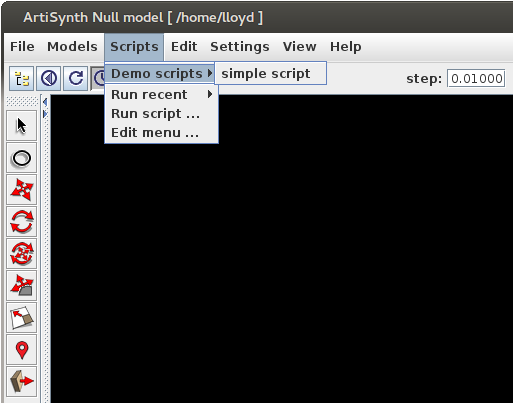 ArtiSynth Null model [ /home/lloyd ]
File Models Scripts Edit Settings View Help
Demo scripts simple script
step: 0.01000
Run recent
Run script ...
Edit menu ...